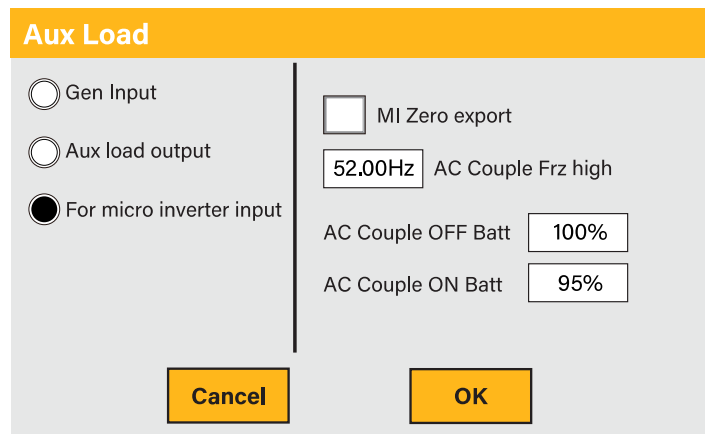 Aux Load
Gen Input
Aux load output
For micro inverter input
MI Zero export
52.00Hz AC Couple Frz high
AC Couple OFF Batt 100%
AC Couple ON Batt 95%
Cancel OK